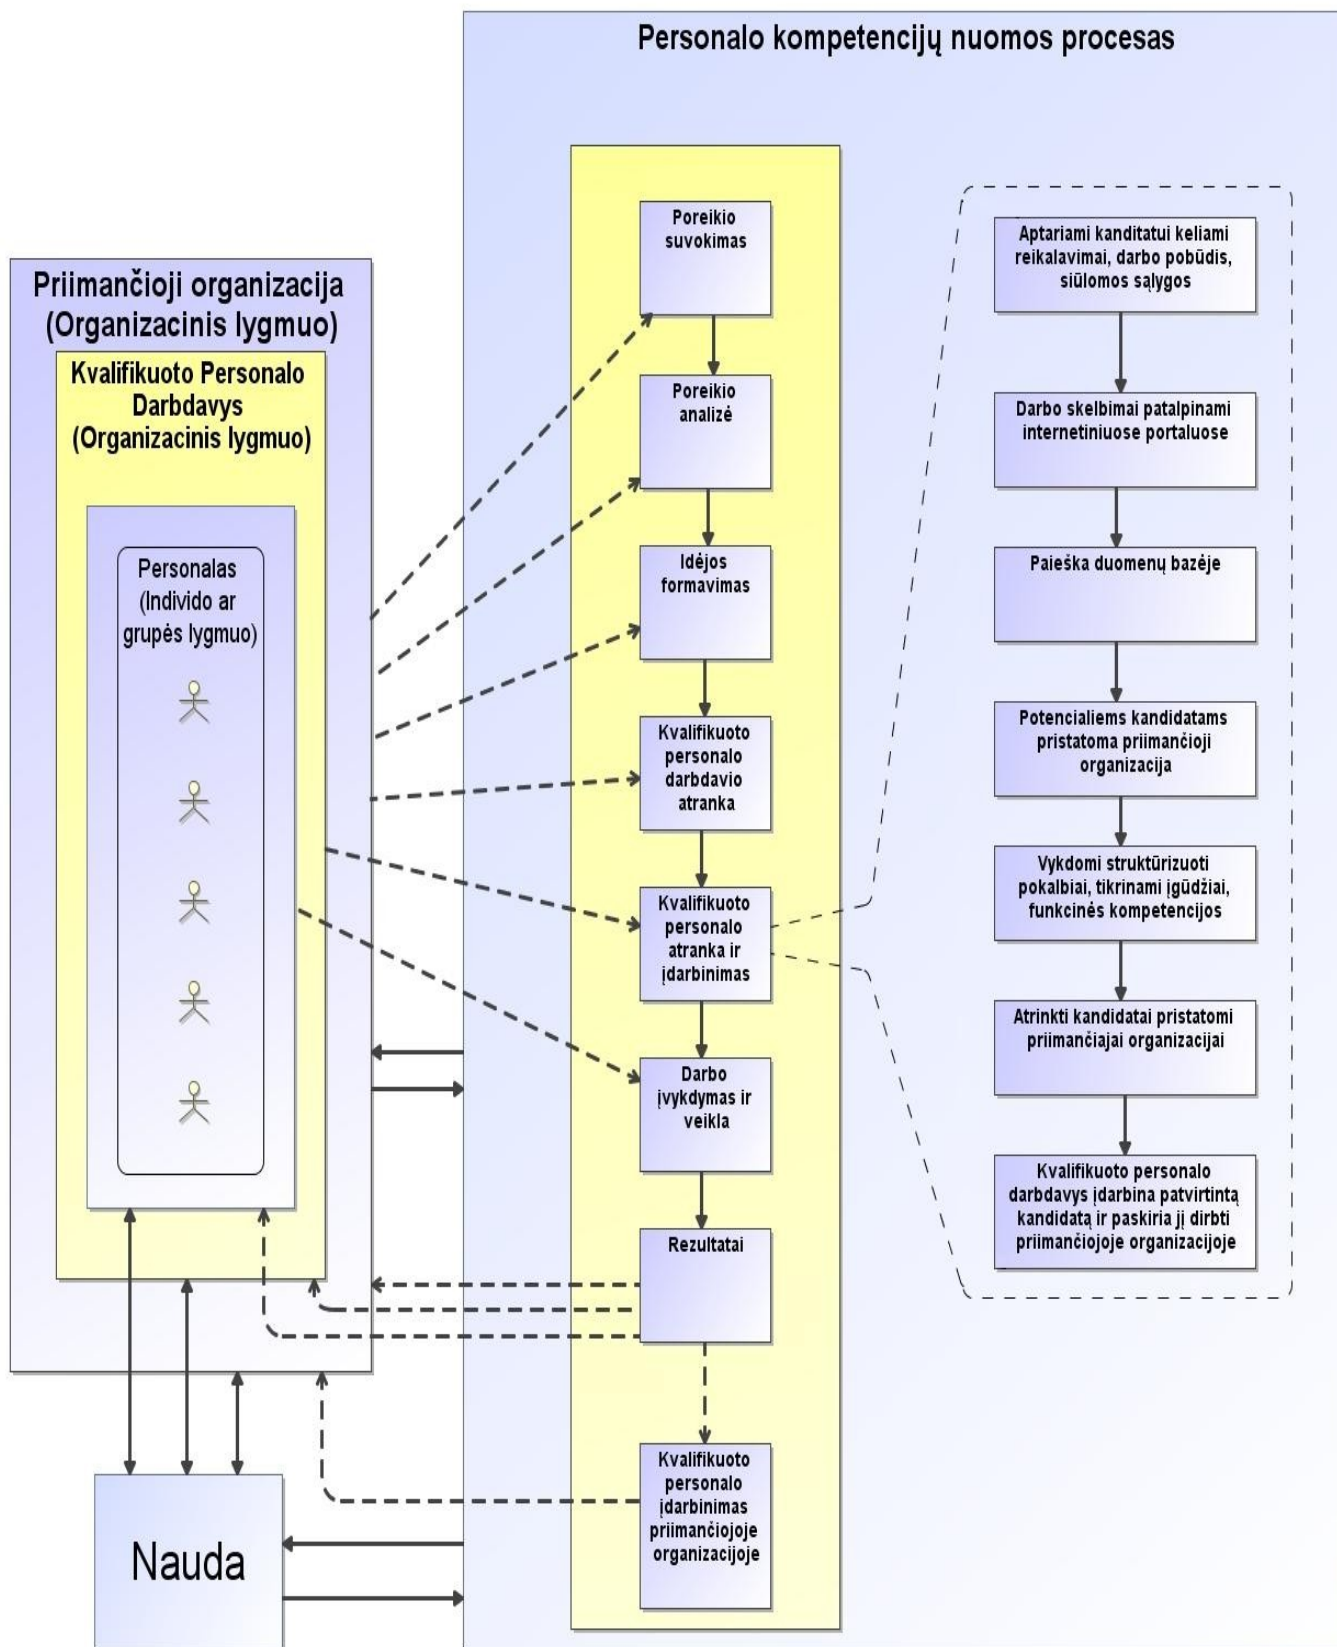 Personalo kompetencijų nuomos procesas
Priimančioji organizacija
(Organizacinis lygmuo)
Kvalifikuoto Personalo
Darbdavys
(Organizacinis lygmuo)
Personalas
(Individo ar
grupės lygmuo)
Nauda
Poreikio
suvokimas
Poreikio
analizė
Idėjos
formavimas
Kvalifikuoto
personalo
darbdavio
atranka
Kvalifikuoto
personalo
atranka ir
įdarbinimas
Darbo
įvykdymas ir
veikla
Rezultatai
Kvalifikuoto
personalo
įdarbinimas
priimančiojoje
organizacijoje
Aptariami kanditatui keliami
reikalavimai, darbo pobūdis,
siūlomos sąlygos
Darbo skelbimai patalpinami
internetiniuose portaluose
Paieška duomenų bazėje
Potencialiems kandidatams
pristatoma priimančioji
organizacija
Vykdomi struktūrizuoti
pokalbiai, tikrinami įgūdžiai,
funkcinės kompetencijos
Atrinkti kandidatai pristatomi
priimančiajai organizacijai
Kvalifikuoto personalo
darbdavys įdarbina patvirtintą
kandidatą ir paskiria jį dirbti
priimančiojoje organizacijoje